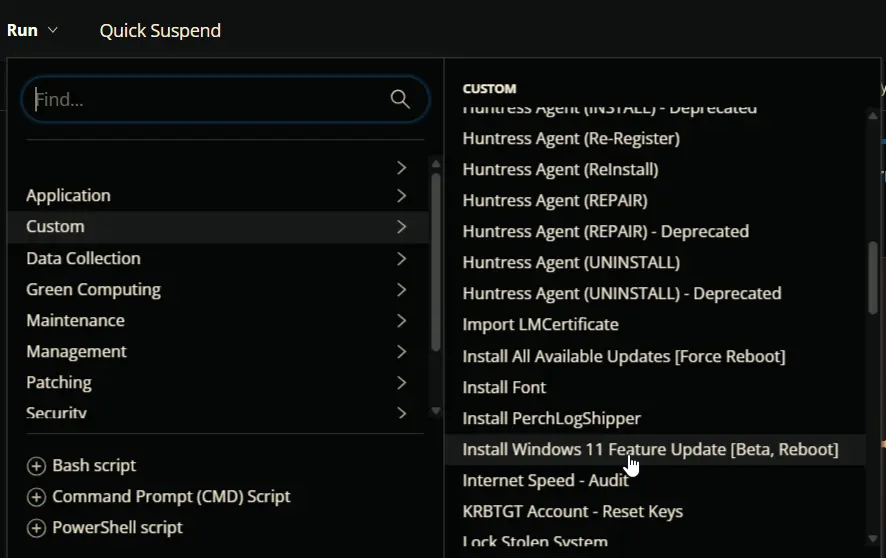 Run
Quick Suspend
Find...
Application
Custom
Data Collection
Green Computing
Maintenance
Management
Patching
Security
Bash script
Command Prompt (CMD) Script
PowerShell script
CUSTOM
Huntress Agent (INSTALL) - Deprecated
Huntress Agent (Re-Register)
Huntress Agent (ReInstall)
Huntress Agent (REPAIR)
Huntress Agent (REPAIR) - Deprecated
Huntress Agent (UNINSTALL)
Huntress Agent (UNINSTALL) - Deprecated
Import LMCertificate
Install All Available Updates [Force Reboot]
Install Font
Install PerchLogShipper
Install Windows 11 Feature Update [Beta, Reboot]
Internet Speed - Audit
KRBTGT Account - Reset Keys
Lock Stolen System